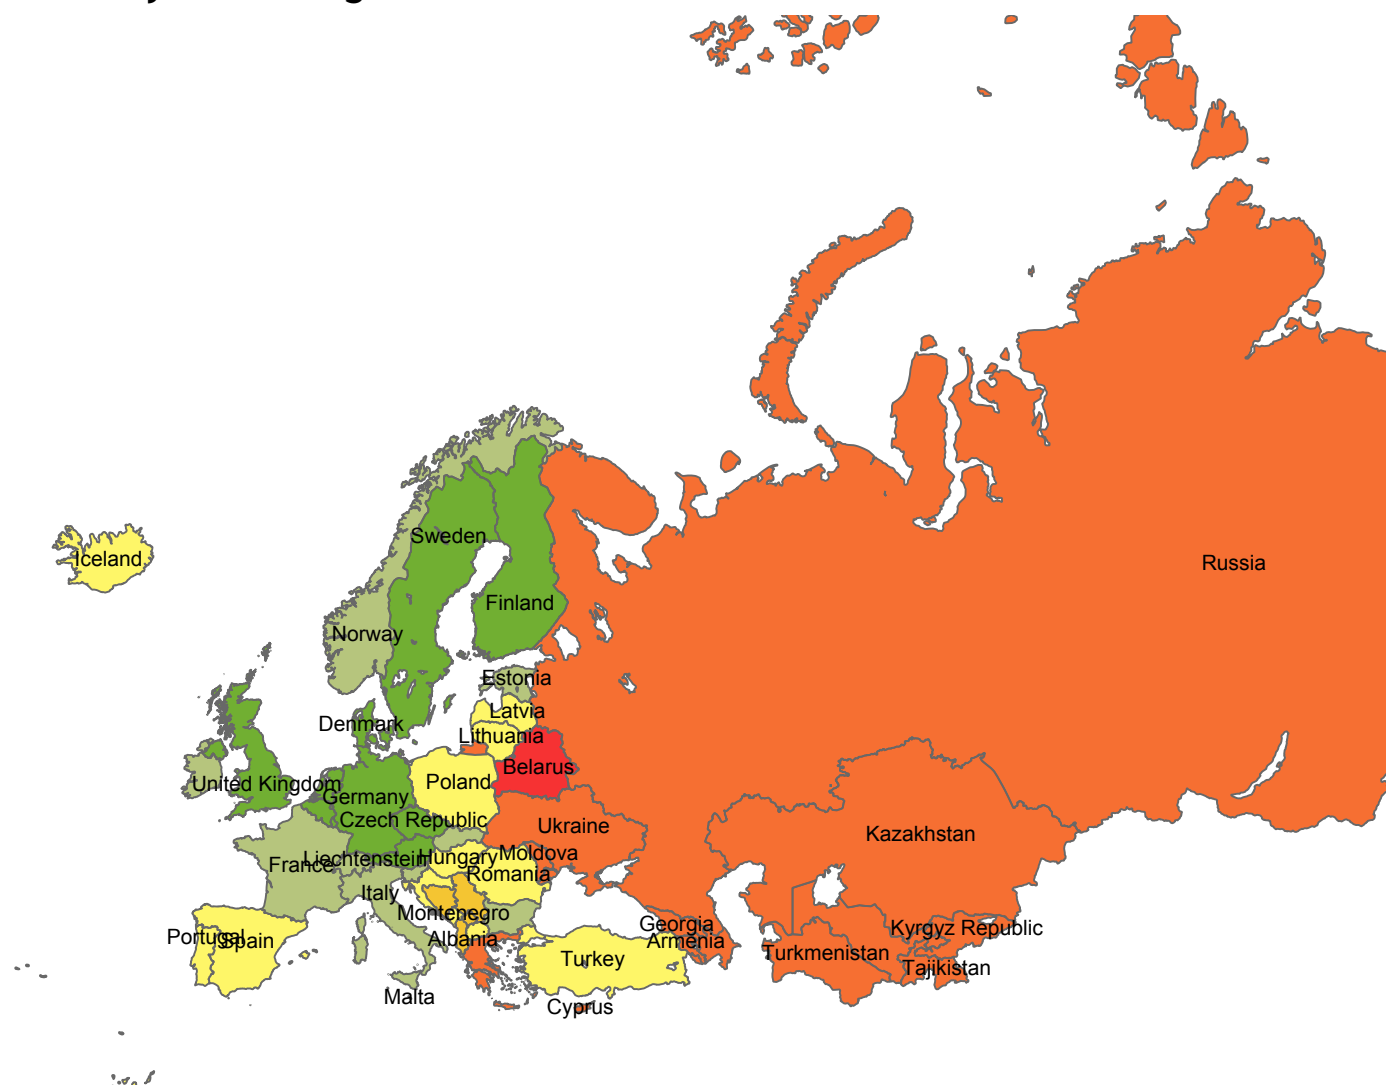 Iceland
Sweden
Russia
Finland
Norway
Estonia
Latvia
Denmark
Lithuania
Belarus
Poland
United Kingdom
Germany
Czech Republic
Ukraine
Kazakhstan
Moldova
Hungary
Liechtenstein
France
Romania
Italy
Montenegro
Georgia
Kyrgyz Republic
Portugal
Spain
Albania
Armenia
Turkmenistan
Turkey
Tajikistan
Malta
Cyprus